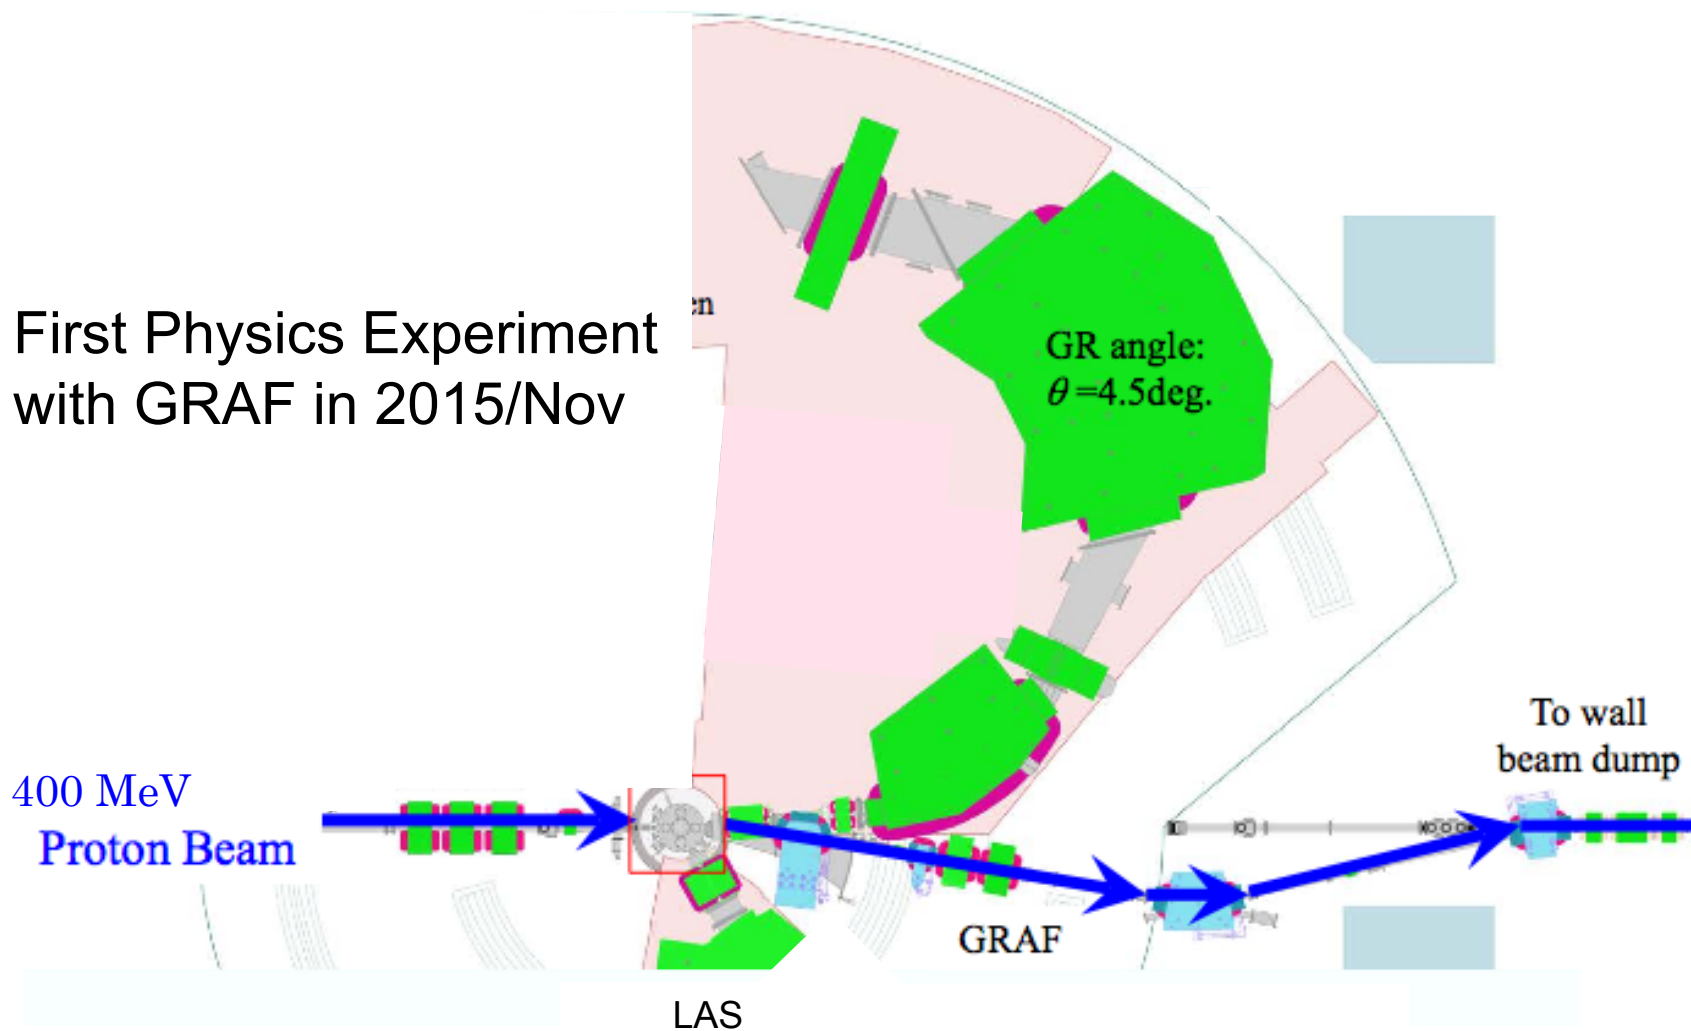 First Physics Experiment
with GRAF in 2015/Nov
en
GR angle:
θ =4.5deg.
To wall
beam dump
400 MeV
Proton Beam
GRAF
LAS